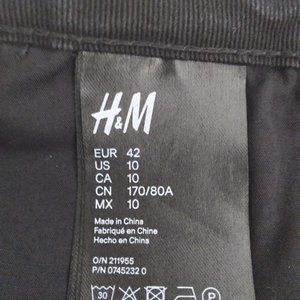 H&M
EUR 42
US 10
CA 10
CN 170/80A
MX 10
Made in China
Fabriqué en Chine
Hecho en China
O/N 211955
P/N 0745232 0
30
P